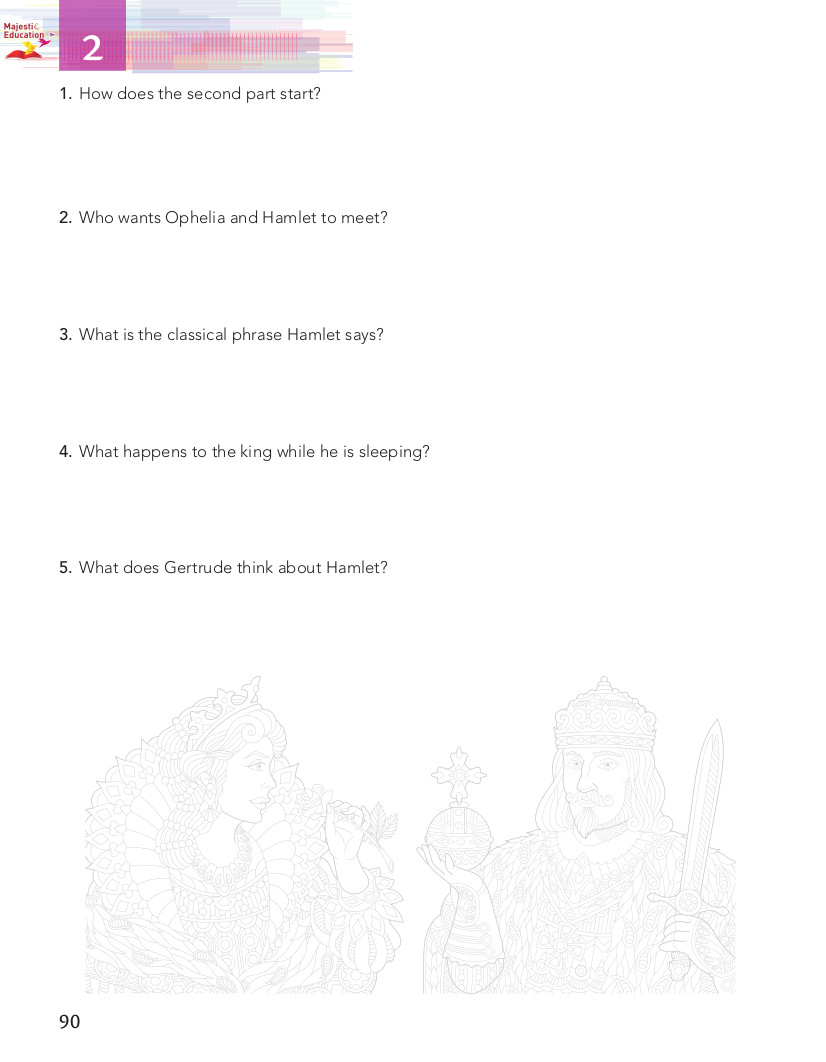 Majestic
Education
2
1. How does the second part start?
2. Who wants Ophelia and Hamlet to meet?
3. What is the classical phrase Hamlet says?
4. What happens to the king while he is sleeping?
5. What does Gertrude think about Hamlet?
90